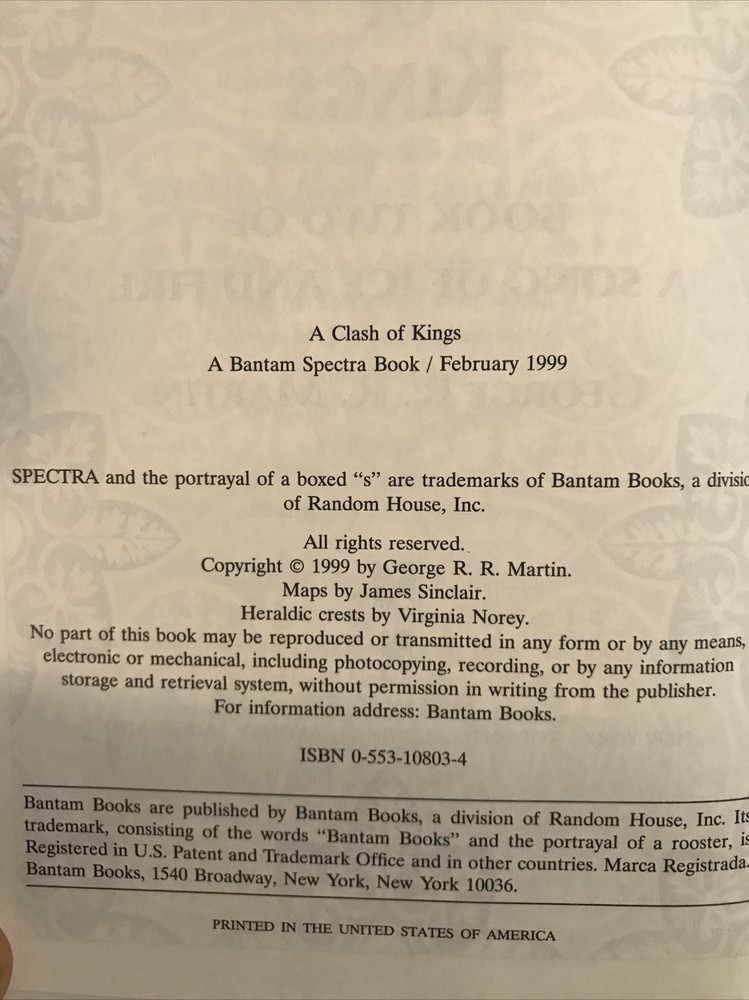 A Clash of Kings
A Bantam Spectra Book / February 1999
SPECTRA and the portrayal of a boxed “s” are trademarks of Bantam Books, a divisio
of Random House, Inc.
All rights reserved.
Copyright © 1999 by George R. R. Martin.
Maps by James Sinclair.
Heraldic crests by Virginia Norey.
No part of this book may be reproduced or transmitted in any form or by any means,
electronic or mechanical, including photocopying, recording, or by any information
storage and retrieval system, without permission in writing from the publisher.
For information address: Bantam Books.
ISBN 0-553-10803-4
Bantam Books are published by Bantam Books, a division of Random House, Inc. Its
trademark, consisting of the words “Bantam Books” and the portrayal of a rooster, is
Registered in U.S. Patent and Trademark Office and in other countries. Marca Registrada.
Bantam Books, 1540 Broadway, New York, New York 10036.
PRINTED IN THE UNITED STATES OF AMERICA